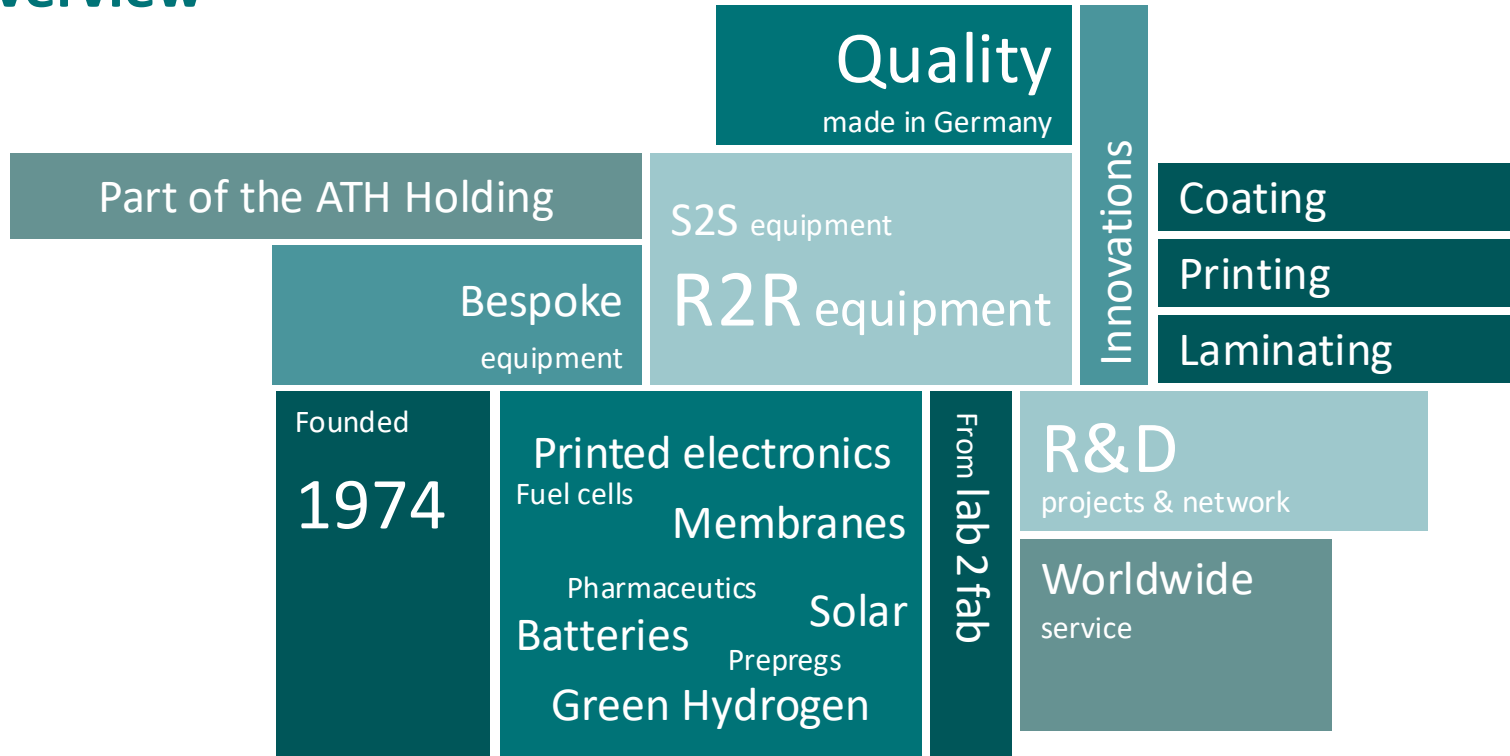 verview
Quality
made in Germany
Part of the ATH Holding
S2S equipment
R2R equipment
Innovations
Coating
Printing
Laminating
Bespoke
equipment
Founded
1974
Printed electronics
Fuel cells
Membranes
Pharmaceutics
Solar
Batteries
Prepregs
Green Hydrogen
From lab 2 fab
R&D
projects & network
Worldwide
service